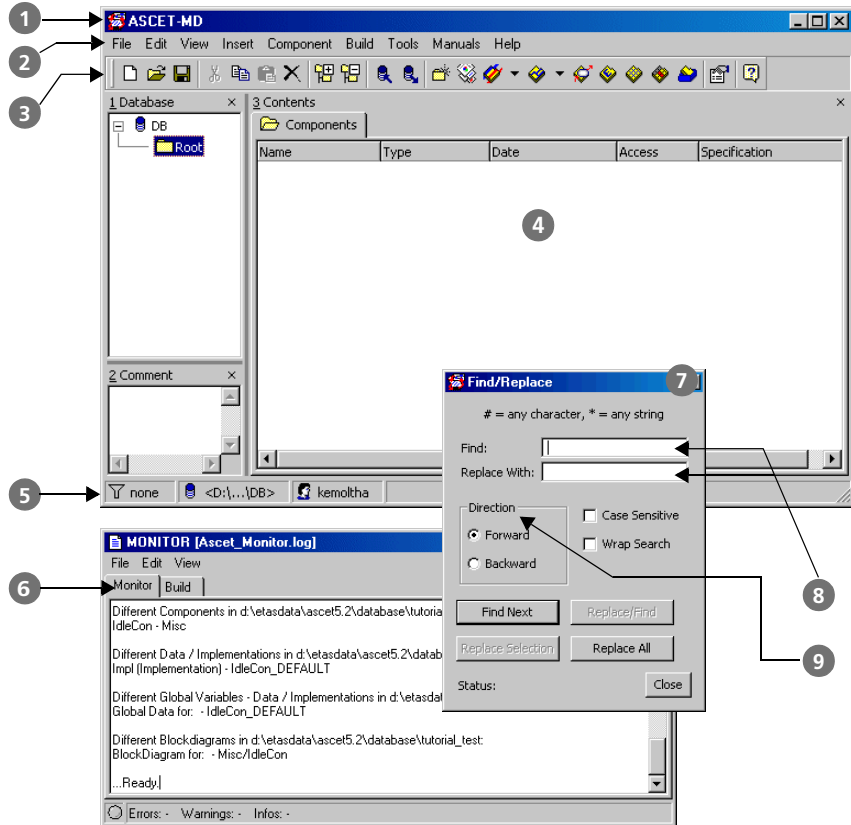 1
ASCET-MD
2
File Edit View Insert Component Build Tools Manuals Help
3
1 Database
3 Contents
DB
Root
Components
Name Type Date Access Specification
4
2 Comment
5
none <D:\...\DB> kemoltha
Find/Replace
7
# = any character, * = any string
Find:
Replace With:
8
Direction
Forward
Backward
Case Sensitive
Wrap Search
9
Find Next
Replace/Find
Replace Selection
Replace All
Status:
Close
MONITOR [Ascet_Monitor.log]
File Edit View
6
Monitor Build
Different Components in d:\etasdata\ascet5.2\database\tutoria
IdleCon - Misc
Different Data / Implementations in d:\etasdata\ascet5.2\datab
Impl (Implementation) - IdleCon_DEFAULT
Different Global Variables - Data / Implementations in d:\etasdat
Global Data for: - IdleCon_DEFAULT
Different Blockdiagrams in d:\etasdata\ascet5.2\database\tutorial_test:
BlockDiagram for: - Misc/IdleCon
...Ready.
Errors: - Warnings: - Infos: -